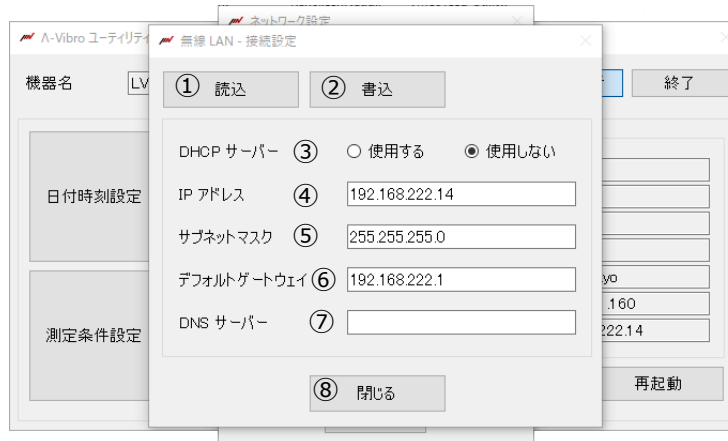 ネットワーク設定
Λ-Vibro ユーティリティ
無線 LAN - 接続設定
機器名
LV
① 読込
② 書込
終了
DHCP サーバー ③ 使用する 使用しない
日付時刻設定
IP アドレス ④ 192.168.222.14
サブネットマスク ⑤ 255.255.255.0
デフォルトゲートウェイ ⑥ 192.168.222.1
yo
.160
DNS サーバー ⑦
222.14
測定条件設定
⑧ 閉じる
再起動